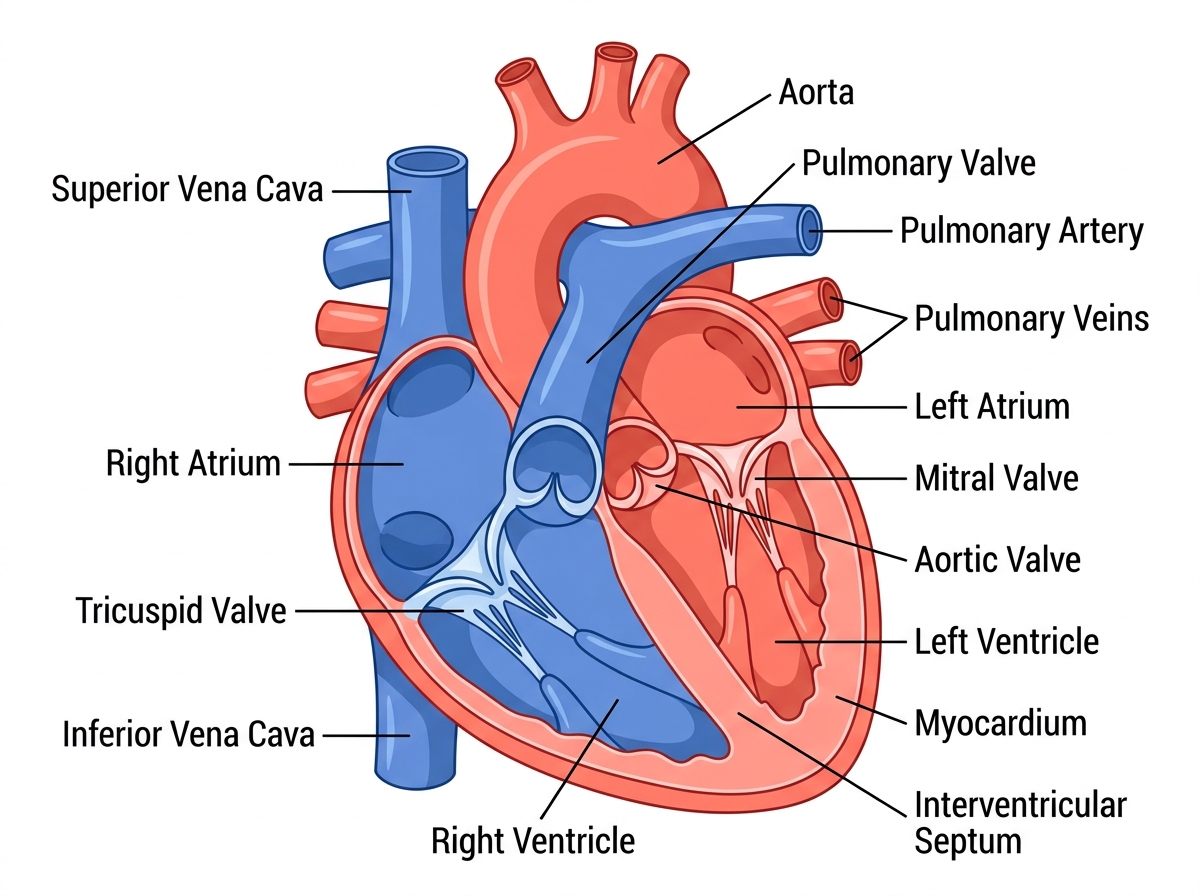 Aorta
Pulmonary Valve
Superior Vena Cava
Pulmonary Artery
Pulmonary Veins
Left Atrium
Right Atrium
Mitral Valve
Aortic Valve
Tricuspid Valve
Left Ventricle
Myocardium
Inferior Vena Cava
Interventricular
Septum
Right Ventricle